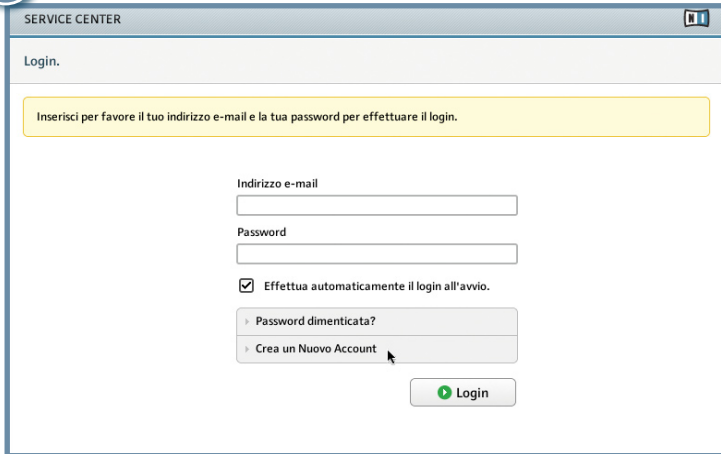 SERVICE CENTER
NI
Login.
Inserisci per favore il tuo indirizzo e-mail e la tua password per effettuare il login.
Indirizzo e-mail
Password
Effettua automaticamente il login all'avvio.
Password dimenticata?
Crea un Nuovo Account
Login